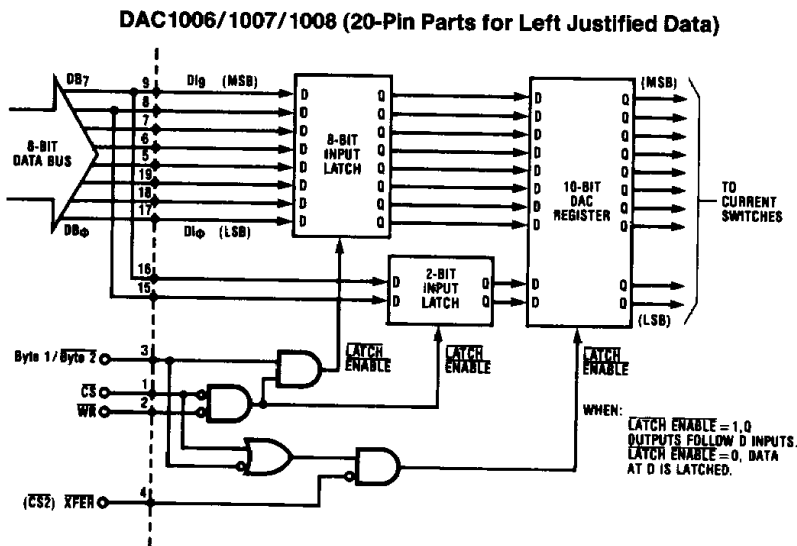 DAC1006/1007/1008 (20-Pin Parts for Left Justified Data)
DB7
9
DI9 (MSB)
8
7
6
5
19
18
17
DBΦ
DIΦ (LSB)
8-BIT
DATA BUS
D Q
D Q
D Q
D Q
D Q
D Q
D Q
D Q
8-BIT
INPUT
LATCH
D Q
D Q
D Q
D Q
D Q
D Q
D Q
D Q
D Q
D Q
10-BIT
DAC
REGISTER
(MSB)
(LSB)
TO
CURRENT
SWITCHES
16
15
D Q
D Q
2-BIT
INPUT
LATCH
Byte 1/Byte 2
3
CS
1
WR
2
LATCH
ENABLE
LATCH
ENABLE
LATCH
ENABLE
WHEN:
LATCH ENABLE = 1, Q
OUTPUTS FOLLOW D INPUTS.
LATCH ENABLE = 0, DATA
AT D IS LATCHED.
(CS2) XFER
4